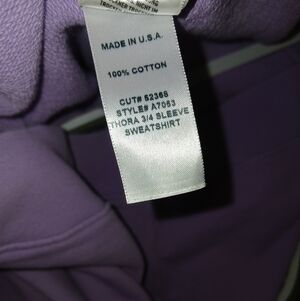 MADE IN U.S.A.
100% COTTON
CUT# 52368
STYLE# A7053
THORA 3/4 SLEEVE
SWEATSHIRT